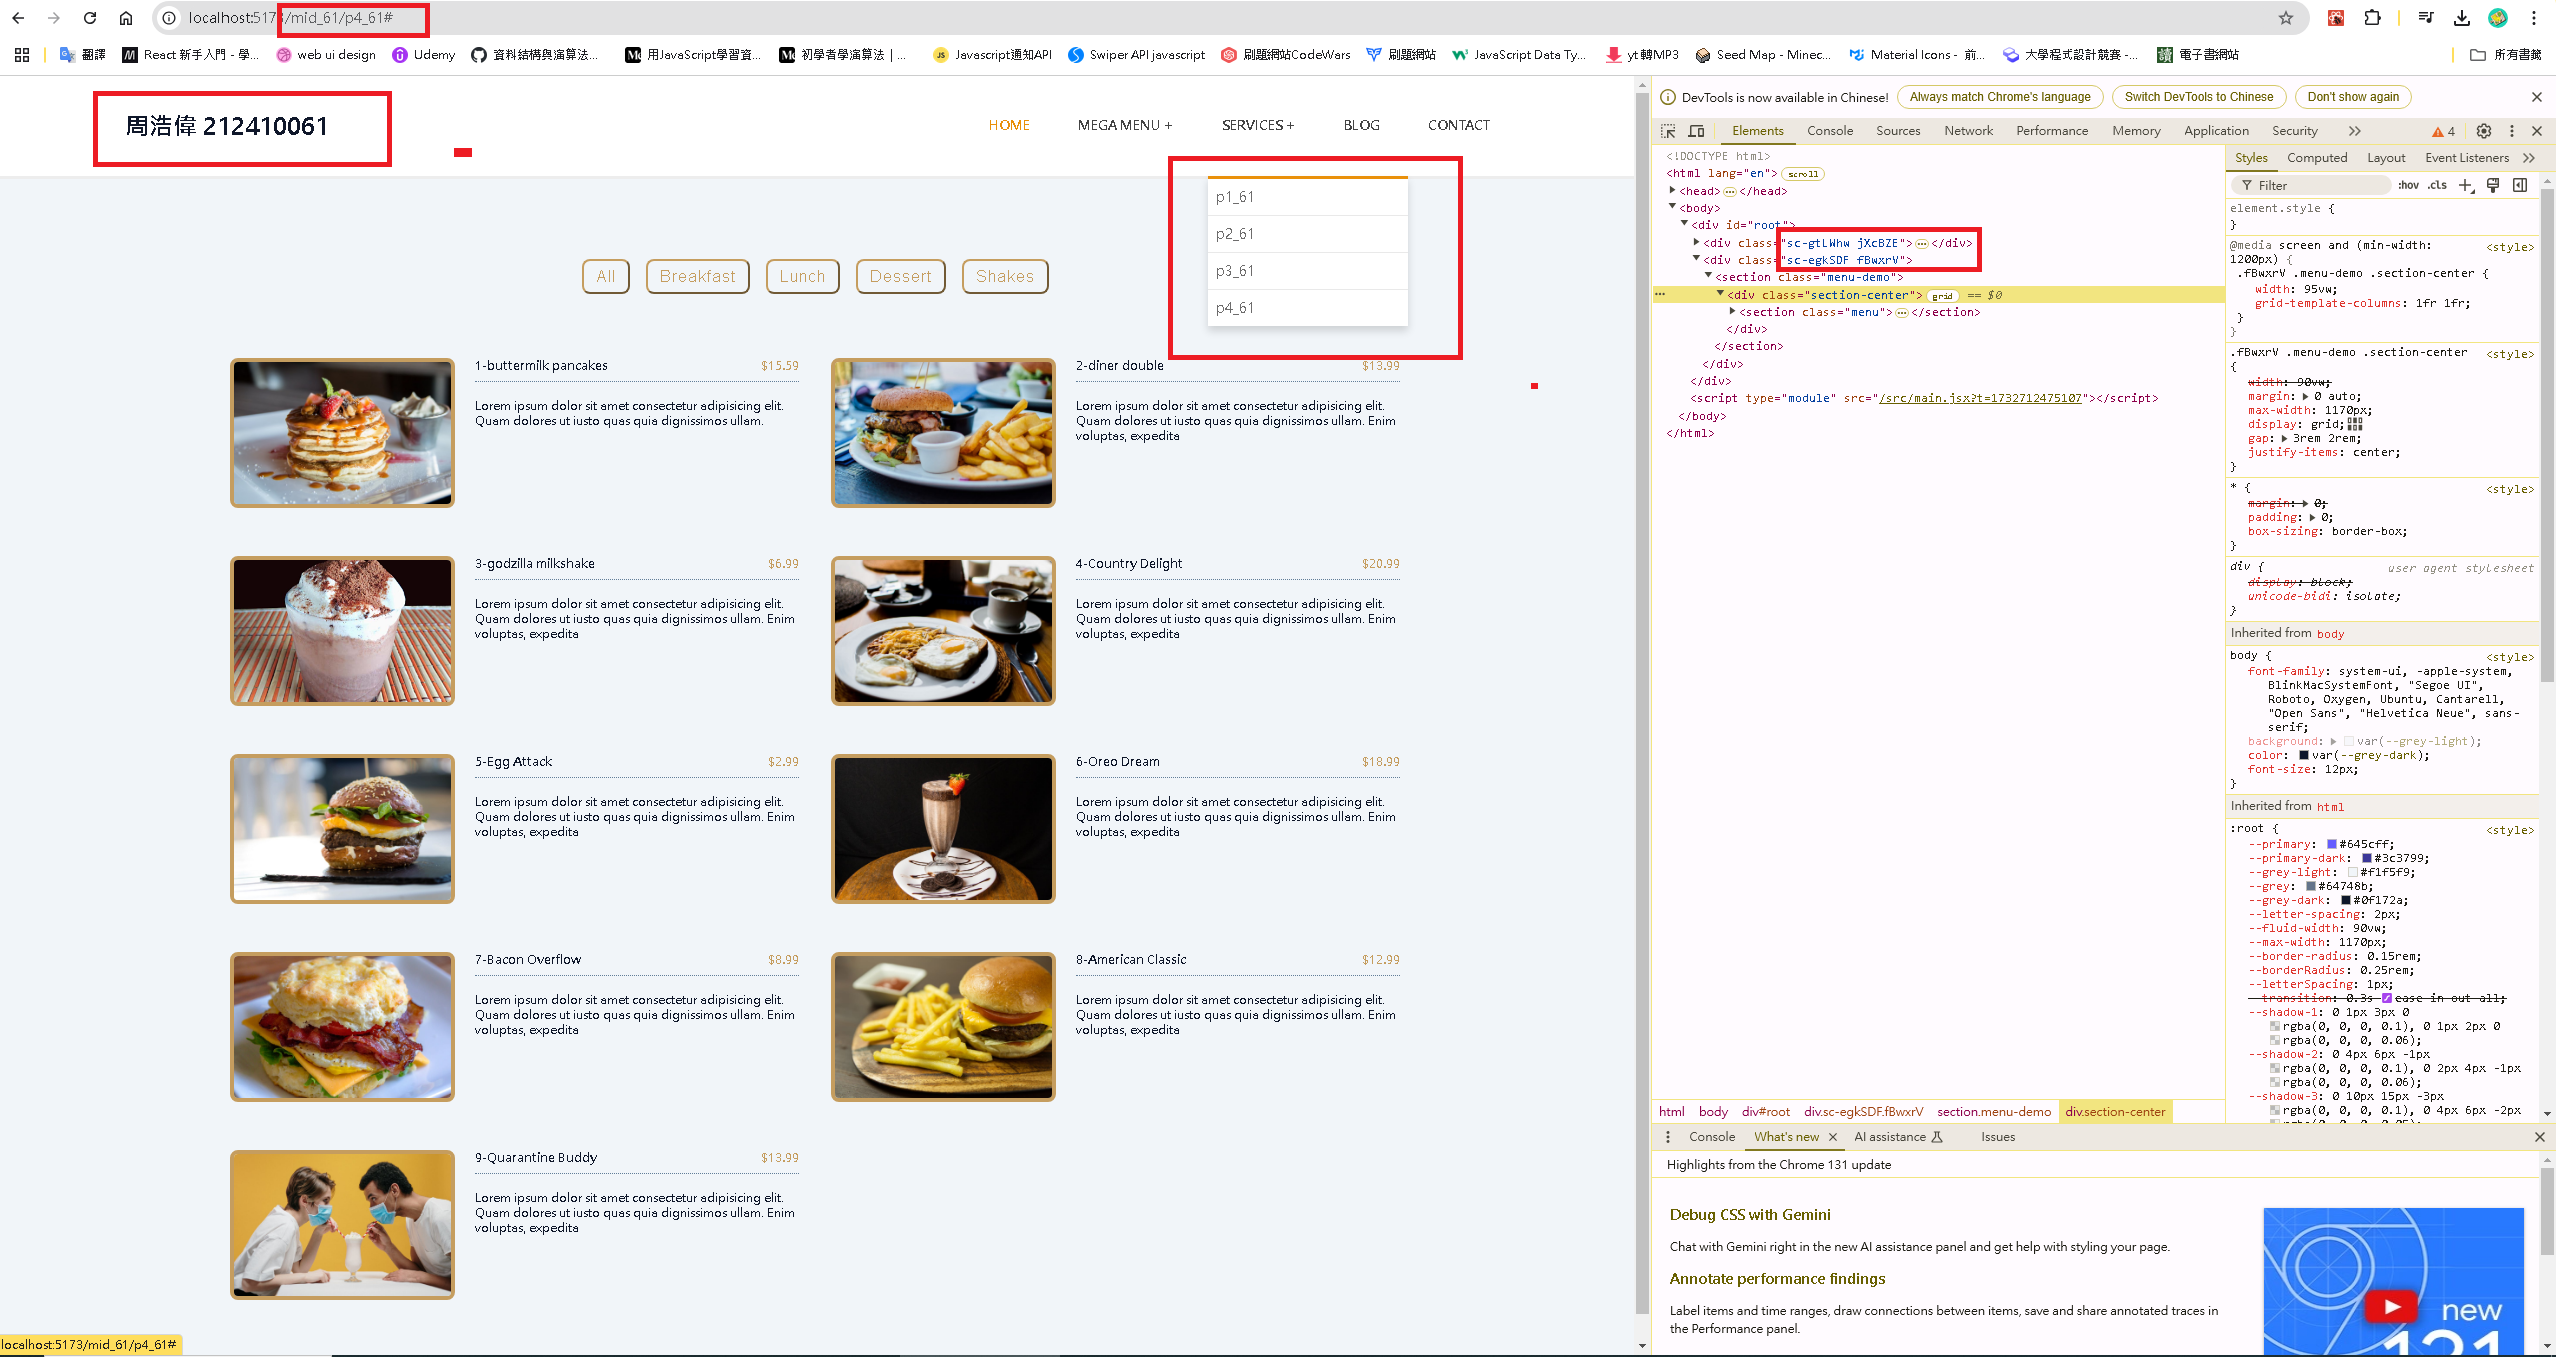 localhost:5173/mid_61/p4_61#
翻譯
React 新手入門 - 學...
web ui design
Udemy
資料結構與演算法...
用JavaScript學習資...
初學者學演算法 | ...
Javascript通知API
Swiper API javascript
刷題網站CodeWars
刷題網站
JavaScript Data Ty...
yt 轉MP3
Seed Map - Minec...
Material Icons - 前...
大學程式設計競賽 -...
電子書網站
所有書籤
周浩偉 212410061
HOME
MEGA MENU +
SERVICES +
BLOG
CONTACT
p1_61
p2_61
p3_61
p4_61
All
Breakfast
Lunch
Dessert
Shakes
1-buttermilk pancakes
$15.59
Lorem ipsum dolor sit amet consectetur adipisicing elit.
Quam dolores ut iusto quas quia dignissimos ullam.
2-diner double
$13.99
Lorem ipsum dolor sit amet consectetur adipisicing elit.
Quam dolores ut iusto quas quia dignissimos ullam. Enim
voluptas, expedita
3-godzilla milkshake
$6.99
Lorem ipsum dolor sit amet consectetur adipisicing elit.
Quam dolores ut iusto quas quia dignissimos ullam. Enim
voluptas, expedita
4-Country Delight
$20.99
Lorem ipsum dolor sit amet consectetur adipisicing elit.
Quam dolores ut iusto quas quia dignissimos ullam. Enim
voluptas, expedita
5-Egg Attack
$2.99
Lorem ipsum dolor sit amet consectetur adipisicing elit.
Quam dolores ut iusto quas quia dignissimos ullam. Enim
voluptas, expedita
6-Oreo Dream
$18.99
Lorem ipsum dolor sit amet consectetur adipisicing elit.
Quam dolores ut iusto quas quia dignissimos ullam. Enim
voluptas, expedita
7-Bacon Overflow
$8.99
Lorem ipsum dolor sit amet consectetur adipisicing elit.
Quam dolores ut iusto quas quia dignissimos ullam. Enim
voluptas, expedita
8-American Classic
$12.99
Lorem ipsum dolor sit amet consectetur adipisicing elit.
Quam dolores ut iusto quas quia dignissimos ullam. Enim
voluptas, expedita
9-Quarantine Buddy
$13.99
Lorem ipsum dolor sit amet consectetur adipisicing elit.
Quam dolores ut iusto quas quia dignissimos ullam. Enim
voluptas, expedita
localhost:5173/mid_61/p4_61#
DevTools is now available in Chinese!
Always match Chrome's language
Switch DevTools to Chinese
Don't show again
Elements
Console
Sources
Network
Performance
Memory
Application
Security
4
<!DOCTYPE html>
<html lang="en"> scroll
<head> ... </head>
<body>
<div id="root">
<div class="sc-gtLWhw jXcBZE"> ... </div>
<div class="sc-egkSDF fBwxrV">
<section class="menu-demo">
<div class="section-center"> grid == $0
<section class="menu"> ... </section>
</div>
</section>
</div>
</div>
<script type="module" src="/src/main.jsx?t=1732712475107"></script>
</body>
</html>
html
body
div#root
div.sc-egkSDF.fBwxrV
section.menu-demo
div.section-center
Styles
Computed
Layout
Event Listeners
Filter
:hov
.cls
element.style {
}
@media screen and (min-width: <style>
1200px) {
.fBwxrV .menu-demo .section-center {
width: 95vw;
grid-template-columns: 1fr 1fr;
}
}
.fBwxrV .menu-demo .section-center <style>
{
width: 90vw;
margin: 0 auto;
max-width: 1170px;
display: grid;
gap: 3rem 2rem;
justify-items: center;
}
* { <style>
margin: 0;
padding: 0;
box-sizing: border-box;
}
div { user agent stylesheet
display: block;
unicode-bidi: isolate;
}
Inherited from body
body { <style>
font-family: system-ui, -apple-system,
BlinkMacSystemFont, "Segoe UI",
Roboto, Oxygen, Ubuntu, Cantarell,
"Open Sans", "Helvetica Neue", sans-
serif;
background: var(--grey-light);
color: var(--grey-dark);
font-size: 12px;
}
Inherited from html
:root { <style>
--primary: #645cff;
--primary-dark: #3c3799;
--grey-light: #f1f5f9;
--grey: #64748b;
--grey-dark: #0f172a;
--letter-spacing: 2px;
--fluid-width: 90vw;
--max-width: 1170px;
--border-radius: 0.15rem;
--borderRadius: 0.25rem;
--letterSpacing: 1px;
--transition: 0.3s ease in out all;
--shadow-1: 0 1px 3px 0
rgba(0, 0, 0, 0.1), 0 1px 2px 0
rgba(0, 0, 0, 0.06);
--shadow-2: 0 4px 6px -1px
rgba(0, 0, 0, 0.1), 0 2px 4px -1px
rgba(0, 0, 0, 0.06);
--shadow-3: 0 10px 15px -3px
rgba(0, 0, 0, 0.1), 0 4px 6px -2px
Console
What's new
AI assistance
Issues
Highlights from the Chrome 131 update
Debug CSS with Gemini
Chat with Gemini right in the new AI assistance panel and get help with styling your page.
Annotate performance findings
Label items and time ranges, draw connections between items, save and share annotated traces in
the Performance panel.
new
131